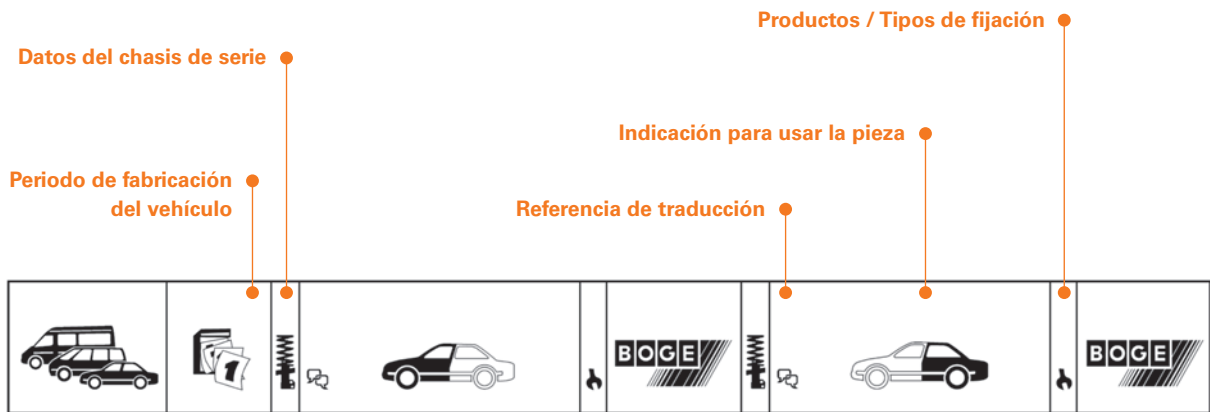 Productos / Tipos de fijación
Datos del chasis de serie
Indicación para usar la pieza
Periodo de fabricación
del vehículo
Referencia de traducción
1
BOGE
BOGE